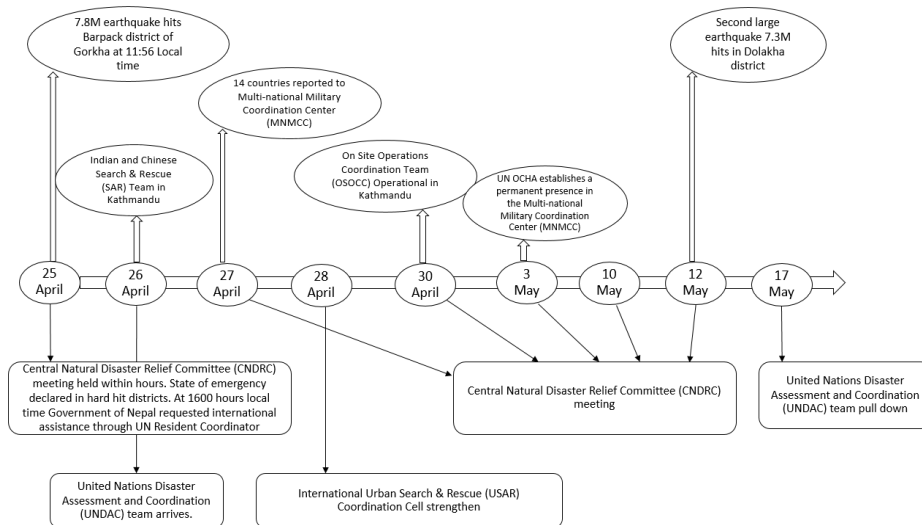 7.8M earthquake hits
Barpack district of
Gorkha at 11:56 Local
time
Second large
earthquake 7.3M
hits in Dolakha
district
14 countries reported to
Multi-national Military
Coordination Center
(MNMCC)
Indian and Chinese
Search & Rescue
(SAR) Team in
Kathmandu
On Site Operations
Coordination Team
(OSOCC) Operational in
Kathmandu
UN OCHA establishes a
permanent presence in
the Multi-national
Military Coordination
Center (MNMCC)
25
April
26
April
27
April
28
April
30
April
3
May
10
May
12
May
17
May
Central Natural Disaster Relief Committee (CNDRC)
meeting held within hours. State of emergency
declared in hard hit districts. At 1600 hours local
time Government of Nepal requested international
assistance through UN Resident Coordinator
Central Natural Disaster Relief Committee (CNDRC)
meeting
United Nations Disaster
Assessment and Coordination
(UNDAC) team pull down
United Nations Disaster
Assessment and Coordination
(UNDAC) team arrives.
International Urban Search & Rescue (USAR)
Coordination Cell strengthen